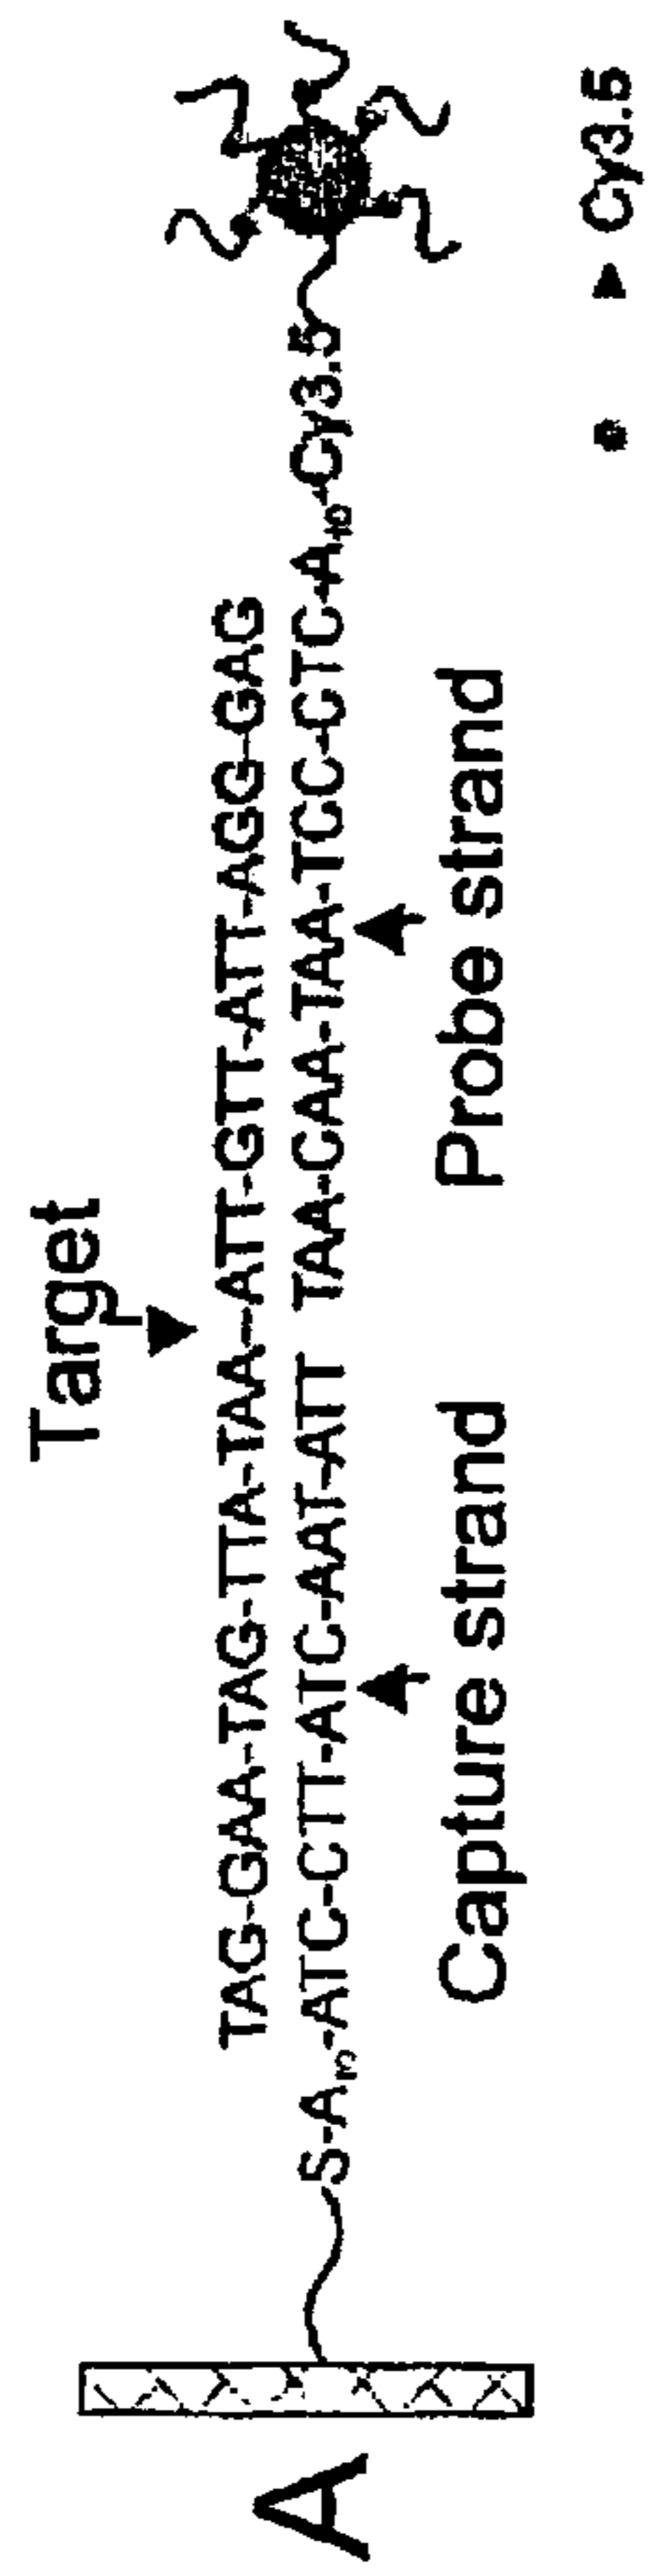 A
Target
TAG-GAA-TAG-TTA-TAA-ATT-GTT-ATT-AGG-GAG
S-A₁₀-ATC-CTT-ATC-AAT-ATT TAA-CAA-TAA-TCC-CTC-A₁₀-Cy3.5
Capture strand
Probe strand
Cy3.5